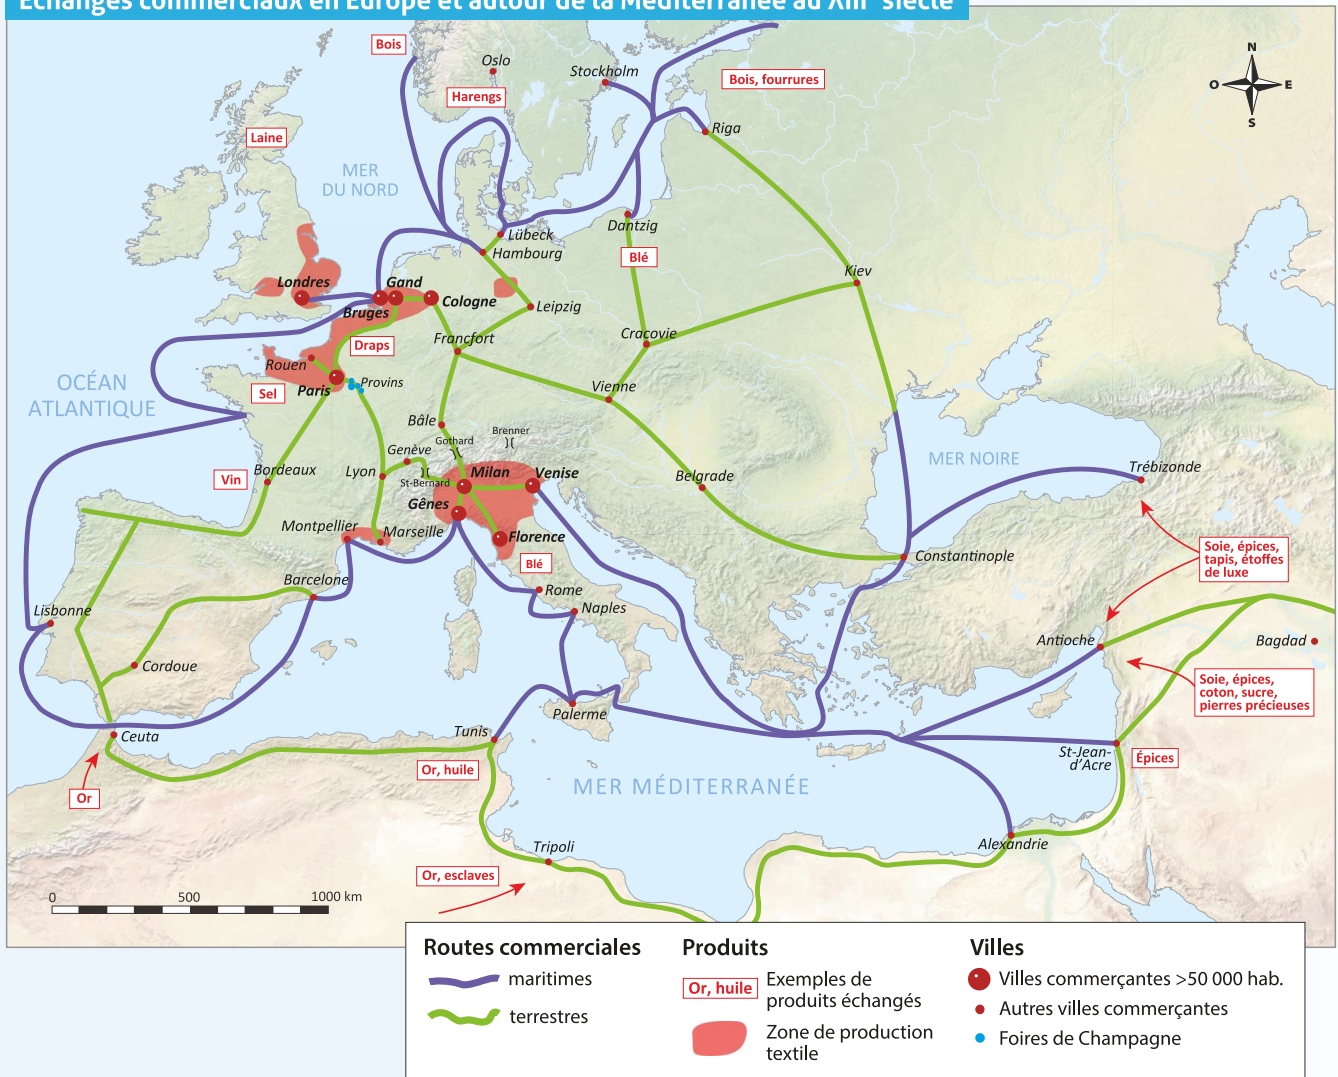 Échanges commerciaux en Europe et autour de la Méditerranée au XIIIe siècle
Bois
Oslo
Stockholm
Harengs
Bois, fourrures
N
O
E
S
Laine
Riga
MER
DU NORD
Dantzig
Lübeck
Hambourg
Blé
Kiev
Londres
Gand
Cologne
Bruges
Leipzig
Cracovie
Francfort
Draps
Rouen
Provins
Paris
Sel
Vienne
OCÉAN
ATLANTIQUE
Bâle
Brenner
Gothard
Genève
MER NOIRE
Trébizonde
Bordeaux
Lyon
St-Bernard
Milan
Venise
Belgrade
Vin
Gênes
Montpellier
Marseille
Florence
Soie, épices,
tapis, étoffes
de luxe
Constantinople
Blé
Barcelone
Rome
Lisbonne
Naples
Antioche
Bagdad
Cordoue
Soie, épices,
coton, sucre,
pierres précieuses
Palerme
Ceuta
Tunis
St-Jean-
d'Acre
Épices
Or, huile
MER MÉDITERRANÉE
Or
Tripoli
Alexandrie
Or, esclaves
0
500
1000 km
Routes commerciales
maritimes
terrestres
Produits
Or, huile
Exemples de
produits échangés
Zone de production
textile
Villes
Villes commerçantes >50 000 hab.
Autres villes commerçantes
Foires de Champagne